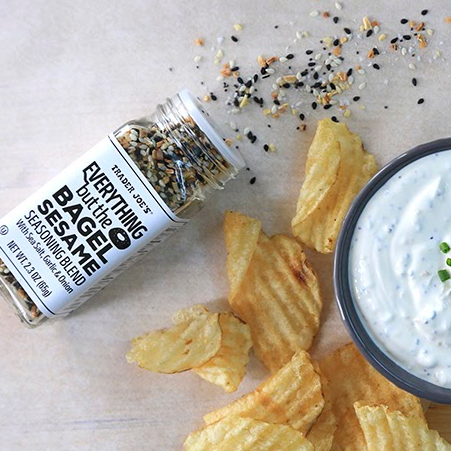 TRADER JOE'S®
EVERYTHING
but the
BAGEL
SESAME
SEASONING BLEND
With Sea Salt, Garlic & Onion
NET WT. 2.3 OZ (65g)